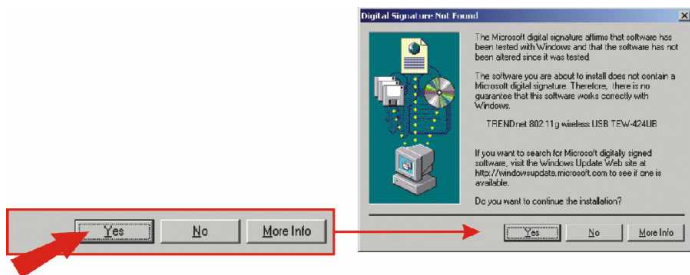 Digital Signature Not Found
The Microsoft digital signature affirms that software has
been tested with Windows and that the software has not
been altered since it was tested.
The software you are about to install does not contain a
Microsoft digital signature. Therefore, there is no
guarantee that this software works correctly with
Windows.
TRENDnet 802.11g wireless USB TEW-424UB
If you want to search for Microsoft digitally signed
software, visit the Windows Update Web site at
http://windowsupdate.microsoft.com to see if one is
available.
Do you want to continue the installation?
Yes No More Info
Yes No More Info